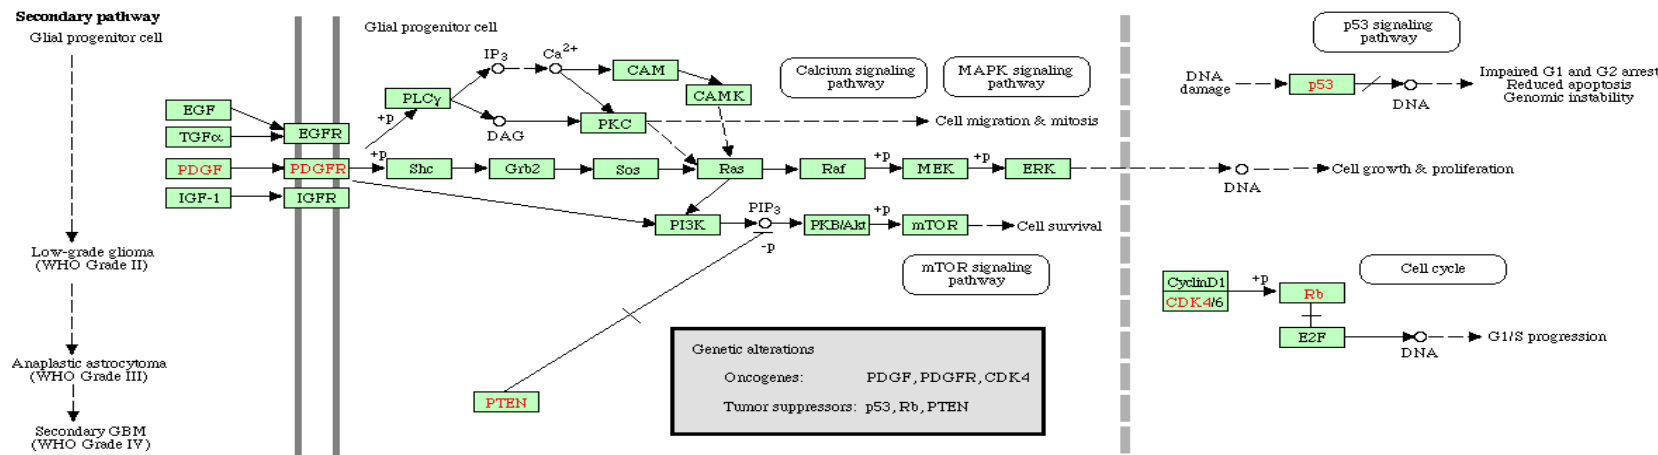 Secondary pathway
Glial progenitor cell
Low-grade glioma
(WHO Grade II)
Anaplastic astrocytoma
(WHO Grade III)
Secondary GBM
(WHO Grade IV)
Glial progenitor cell
EGF
TGFα
PDGF
IGF-1
EGFR
PDGFR
IGFR
+p
+p
PLCγ
IP3
Ca2+
DAG
CAM
CAMK
PKC
Calcium signaling
pathway
MAPK signaling
pathway
Cell migration & mitosis
Shc
Grb2
Sos
Ras
Raf
+p
MEK
+p
ERK
PI3K
PIP3
-p
PKB/Akt
+p
mTOR
Cell survival
mTOR signaling
pathway
PTEN
Genetic alterations
Oncogenes: PDGF, PDGFR, CDK4
Tumor suppressors: p53, Rb, PTEN
p53 signaling
pathway
DNA
damage
p53
DNA
Impaired G1 and G2 arrest
Reduced apoptosis
Genomic instability
DNA
Cell growth & proliferation
Cell cycle
CyclinD1
CDK4/6
+p
Rb
E2F
DNA
G1/S progression